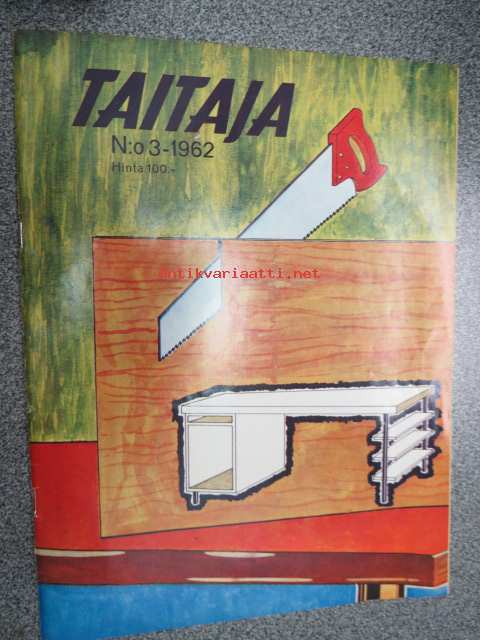 TAITAJA
N:o 3-1962
Hinta 100:-
antikvariaatti.net